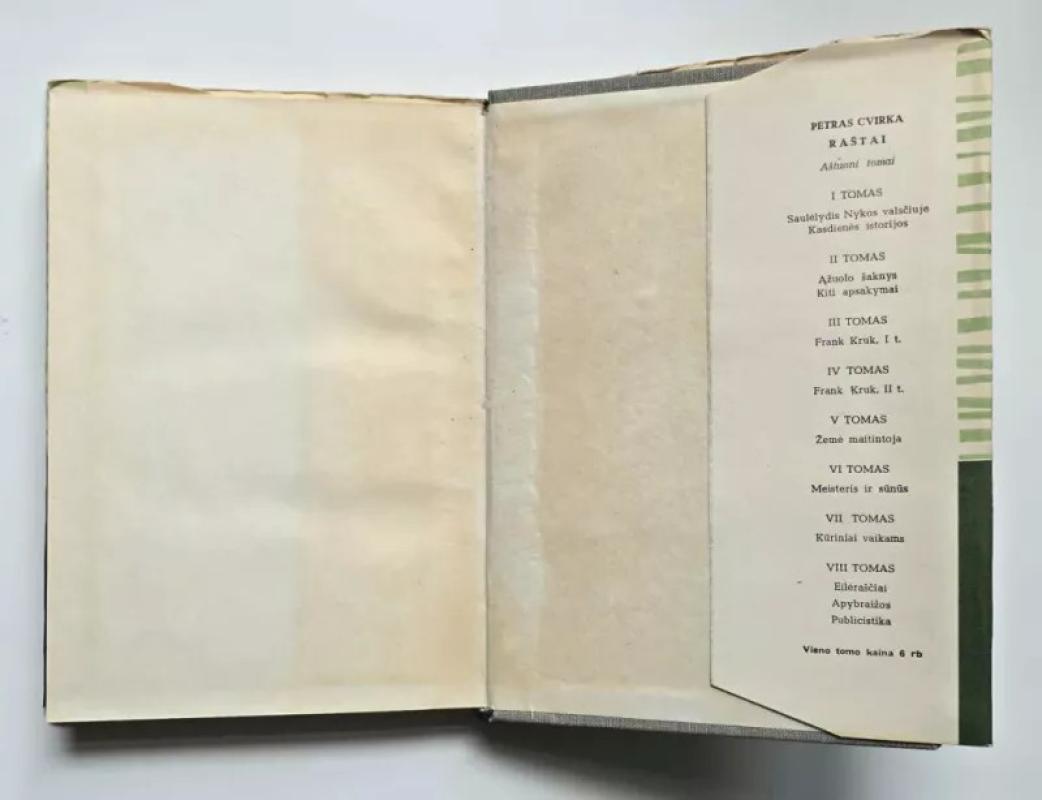 PETRAS CVIRKA
RAŠTAI
Aštuoni tomai
I TOMAS
Saulėlydis Nykos valsčiuje
Kasdienės istorijos
II TOMAS
Ąžuolo šaknys
Kiti apsakymai
III TOMAS
Frank Kruk, I t.
IV TOMAS
Frank Kruk, II t.
V TOMAS
Žemė maitintoja
VI TOMAS
Meisteris ir sūnūs
VII TOMAS
Kūriniai vaikams
VIII TOMAS
Eilėraščiai
Apybraižos
Publicistika
Vieno tomo kaina 6 rb